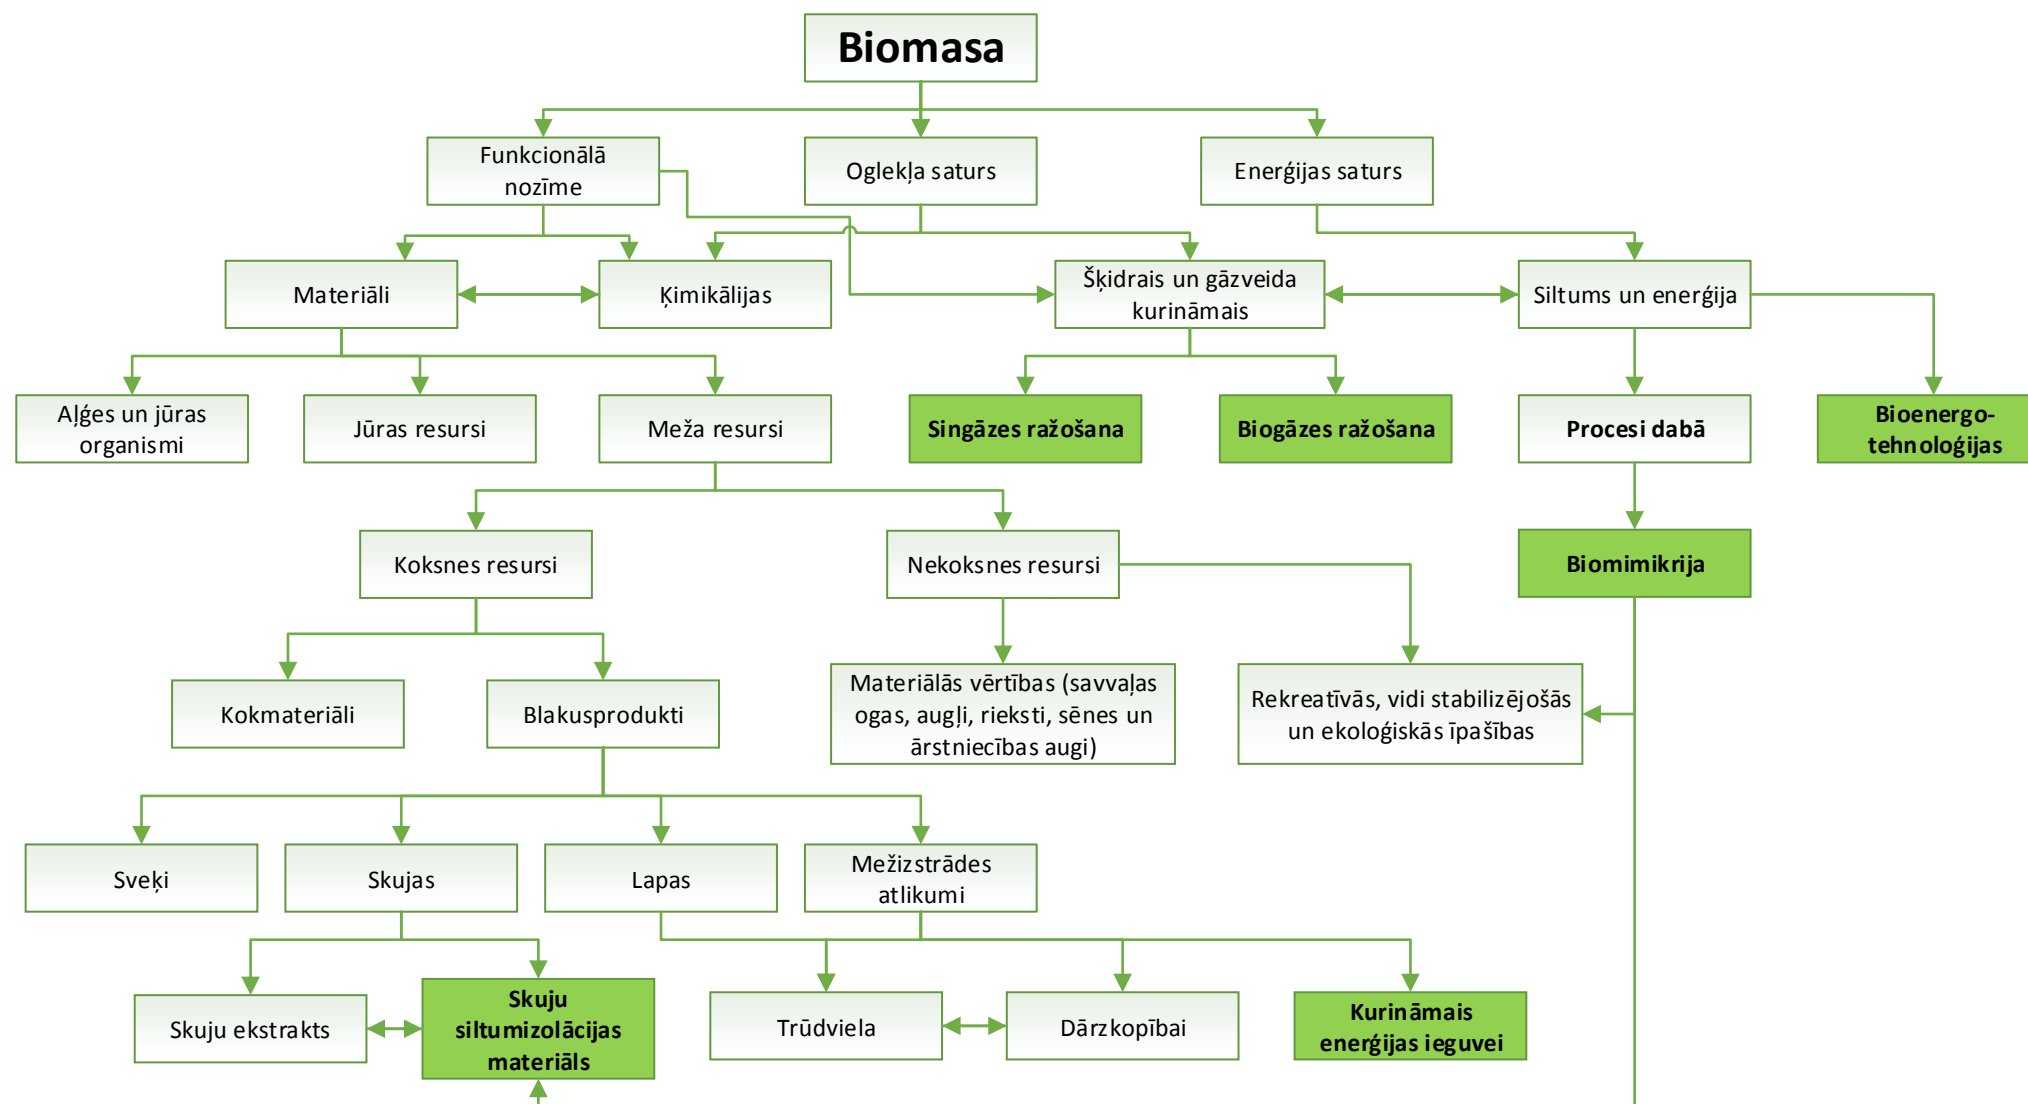 Biomasa
Funkcionālā
nozīme
Oglekļa saturs
Enerģijas saturs
Materiāli
Ķimikālijas
Šķidrais un gāzveida
kurināmais
Siltums un enerģija
Aļģes un jūras
organismi
Jūras resursi
Meža resursi
Singāzes ražošana
Biogāzes ražošana
Procesi dabā
Bioenergo-
tehnoloģijas
Koksnes resursi
Nekoksnes resursi
Biomimikrija
Kokmateriāli
Blakusprodukti
Materiālās vērtības (savvaļas
ogas, augļi, rieksti, sēnes un
ārstniecības augi)
Rekreatīvās, vidi stabilizējošās
un ekoloģiskās īpašības
Sveķi
Skujas
Lapas
Mežizstrādes
atlikumi
Skuju ekstrakts
Skuju
siltumizolācijas
materiāls
Trūdviela
Dārzkopībai
Kurināmais
enerģijas ieguvei